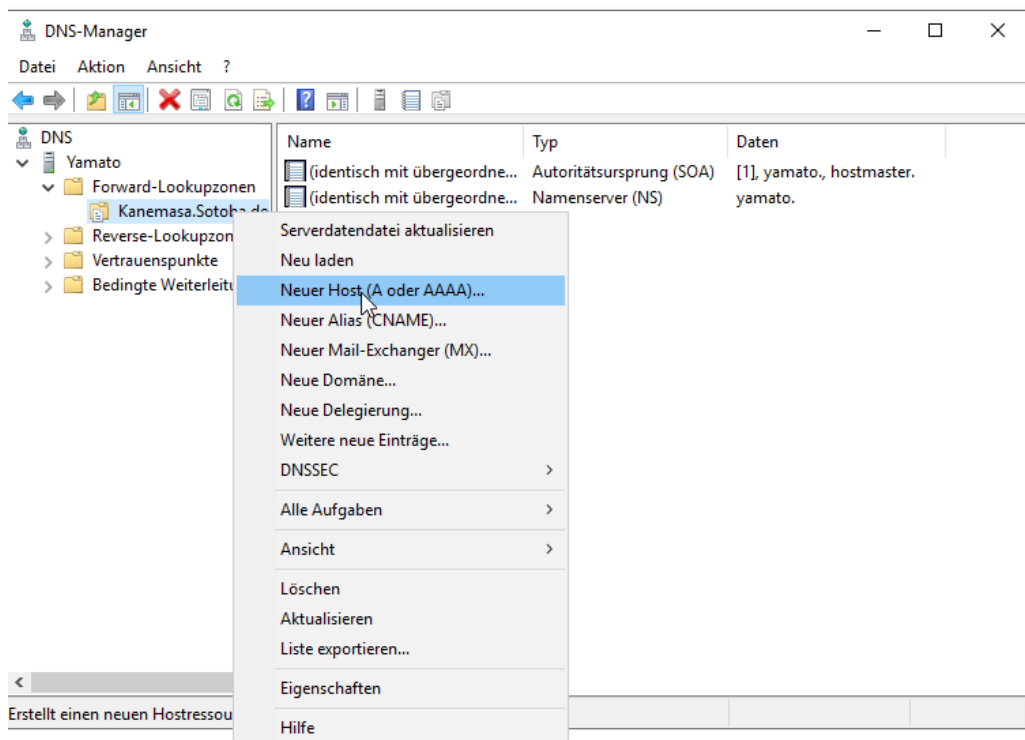 DNS-Manager
Datei Aktion Ansicht ?
DNS
Yamato
Forward-Lookupzonen
Kanemasa.Sotoba.de
Reverse-Lookupzon
Vertrauenspunkte
Bedingte Weiterleitu
Name Typ Daten
(identisch mit übergeordne... Autoritätsursprung (SOA) [1], yamato., hostmaster.
(identisch mit übergeordne... Namenserver (NS) yamato.
Serverdatendatei aktualisieren
Neu laden
Neuer Host (A oder AAAA)...
Neuer Alias (CNAME)...
Neuer Mail-Exchanger (MX)...
Neue Domäne...
Neue Delegierung...
Weitere neue Einträge...
DNSSEC
Alle Aufgaben
Ansicht
Löschen
Aktualisieren
Liste exportieren...
Eigenschaften
Hilfe
Erstellt einen neuen Hostressou